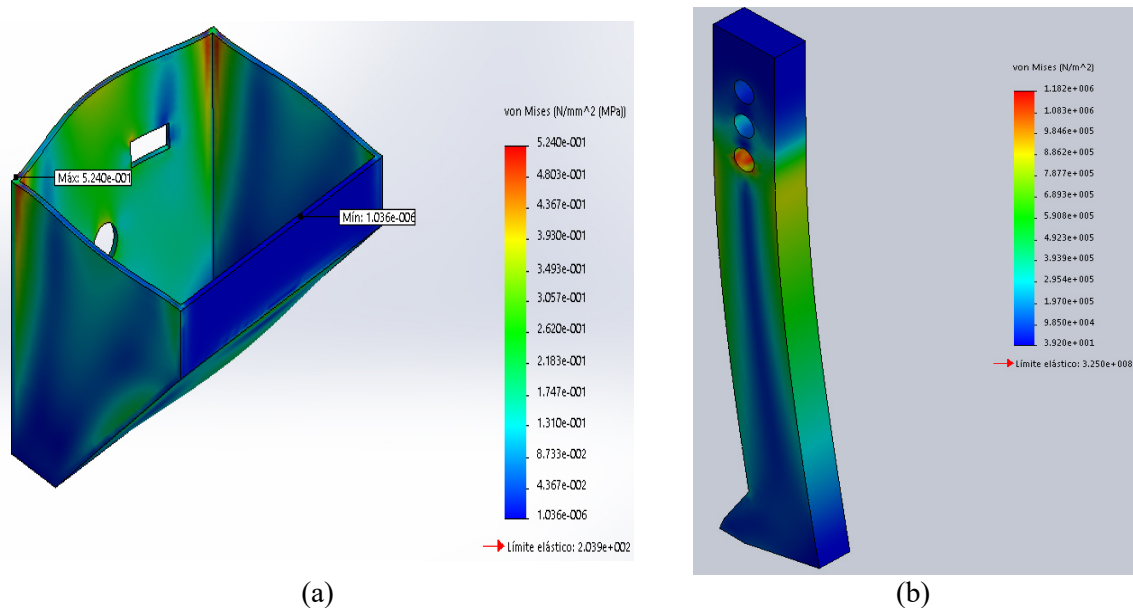 von Mises (N/mm^2 (MPa))
5.240e-001
4.803e-001
4.367e-001
3.930e-001
3.493e-001
3.057e-001
2.620e-001
2.183e-001
1.747e-001
1.310e-001
8.733e-002
4.367e-002
1.036e-006
Límite elástico: 2.039e+002
Máx: 5.240e-001
Mín: 1.036e-006
(a)
von Mises (N/m^2)
1.182e+006
1.083e+006
9.846e+005
8.862e+005
7.877e+005
6.892e+005
5.908e+005
4.923e+005
3.939e+005
2.954e+005
1.970e+005
9.850e+004
3.920e+001
Límite elástico: 3.250e+008
(b)